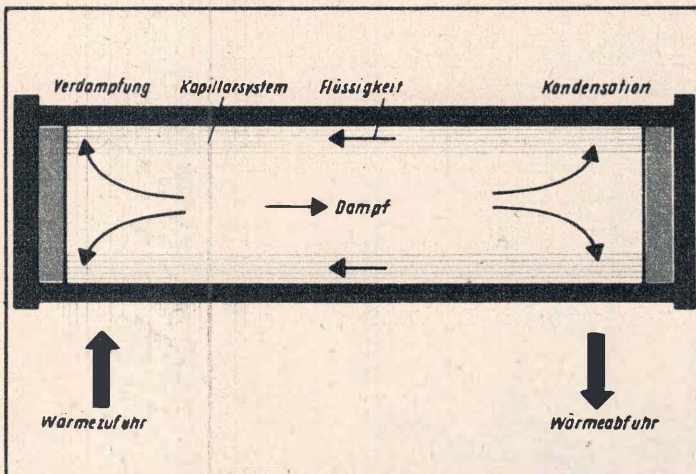 Verdampfung
Kapillarsystem
Flüssigkeit
Kondensation
Dampf
Wärmezufuhr
Wärmeabfuhr